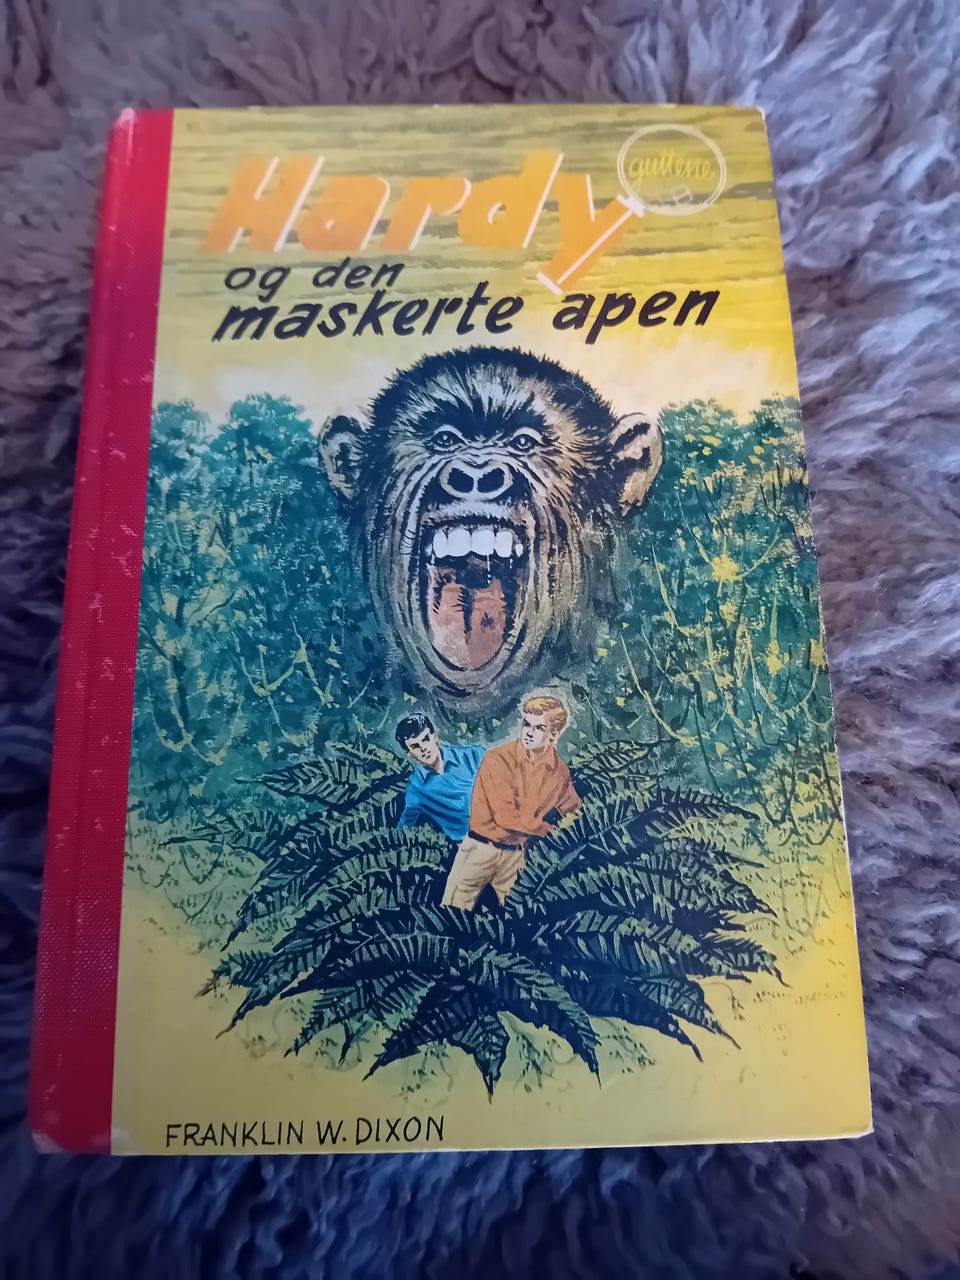 Hardy guttene
og den
maskerte apen
FRANKLIN W. DIXON